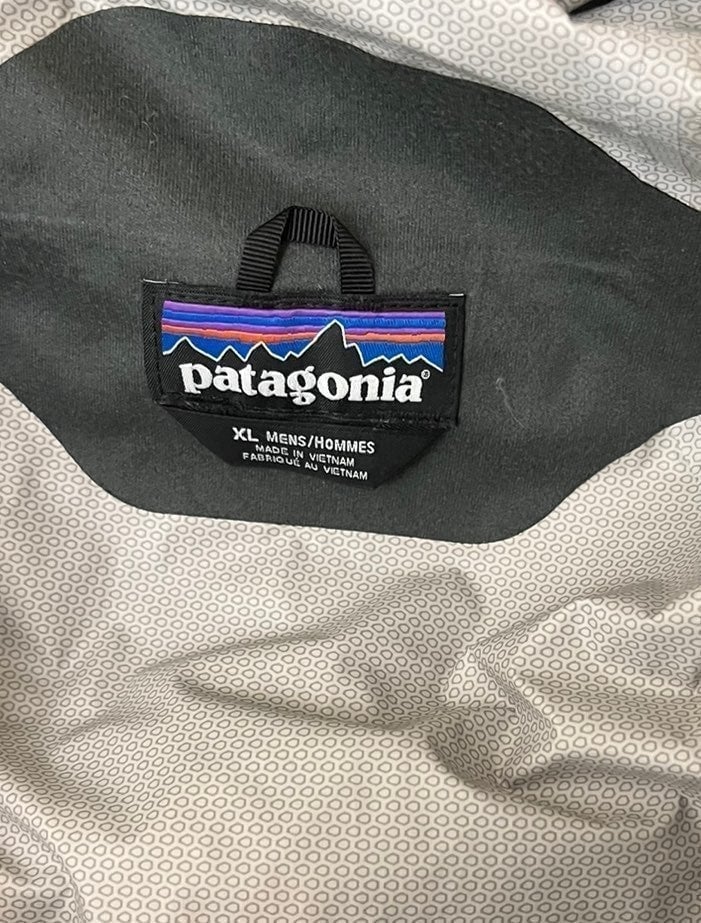 patagonia®
XL MENS/HOMMES
MADE IN VIETNAM
FABRIQUÉ AU VIETNAM